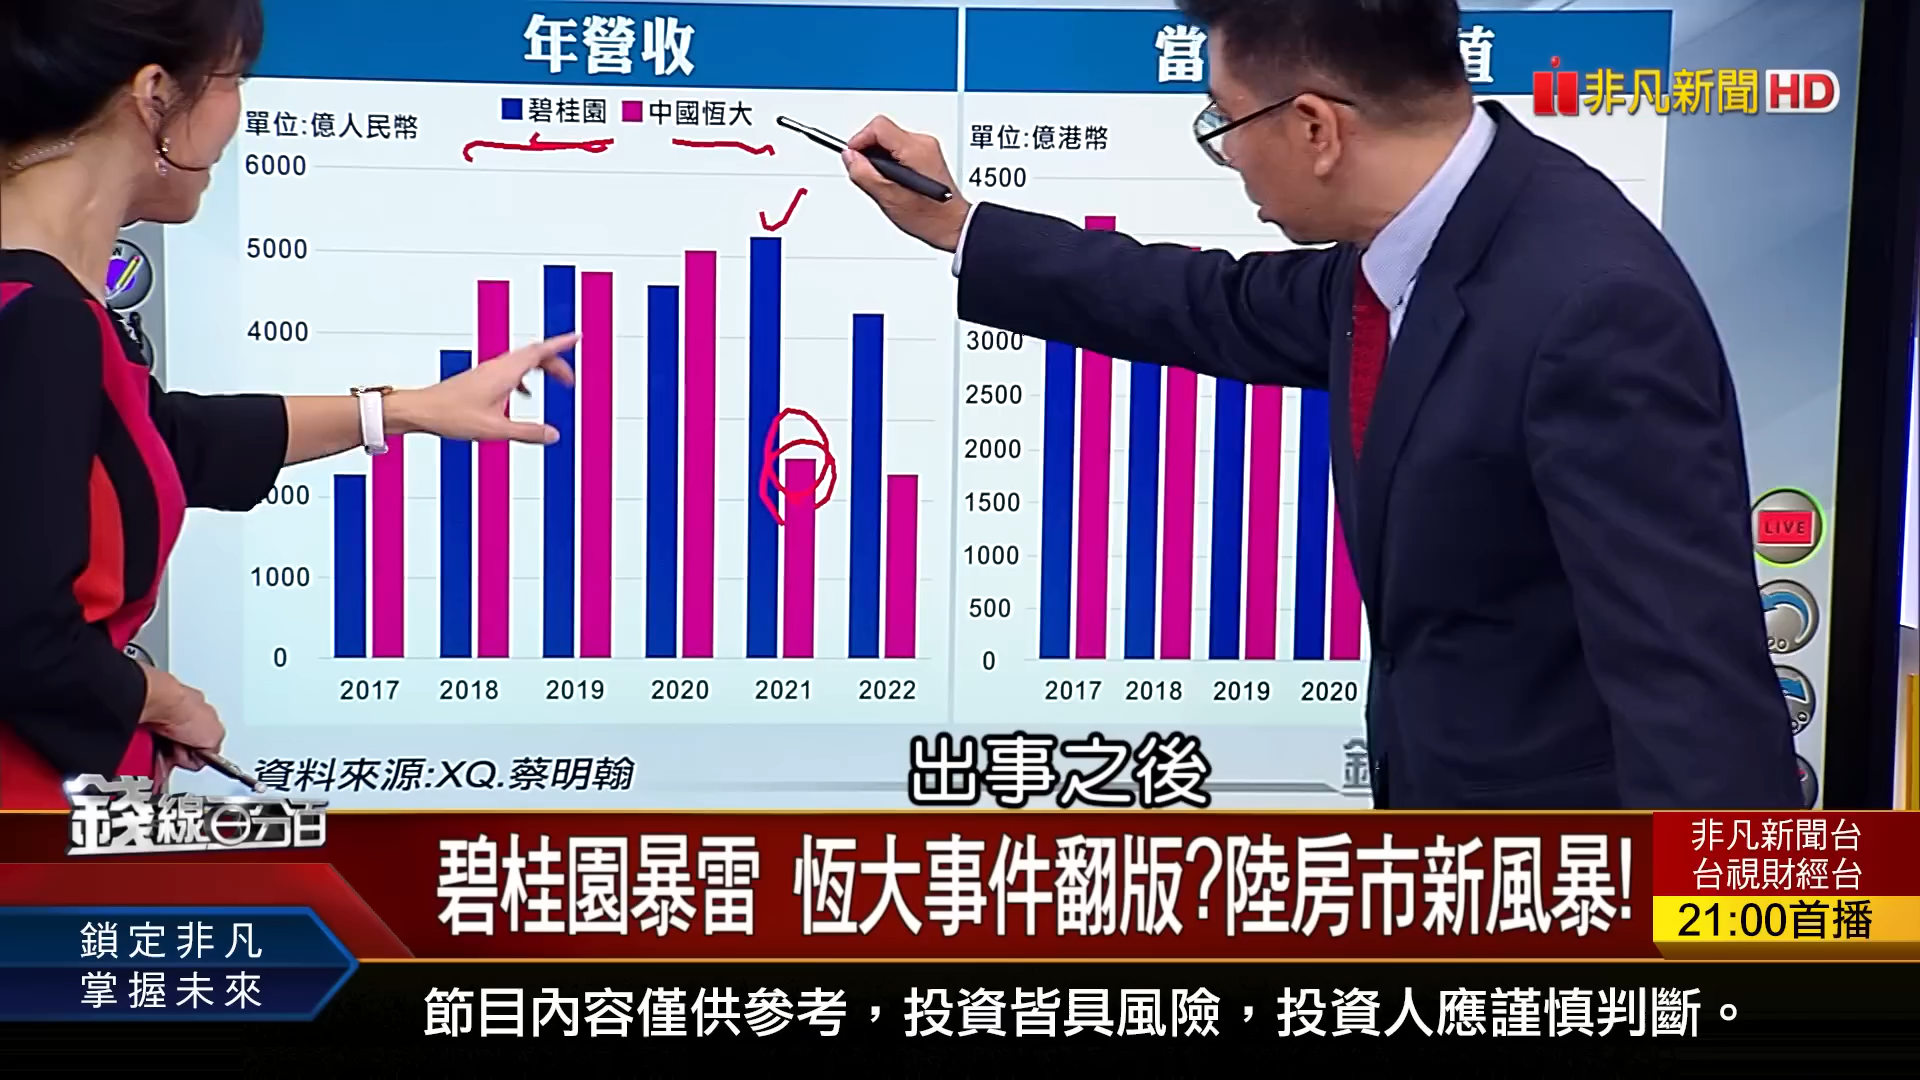 年營收
單位:億人民幣
碧桂園 中國恆大
6000
5000
4000
1000
0
2017 2018 2019 2020 2021 2022
資料來源:XQ.蔡明翰
當
單位:億港幣
4500
3000
2500
2000
1500
1000
500
0
2017 2018 2019 2020
非凡新聞HD
LIVE
出事之後
錢線百分百
碧桂園暴雷 恆大事件翻版?陸房市新風暴!
非凡新聞台
台視財經台
21:00首播
鎖定非凡
掌握未來
節目內容僅供參考，投資皆具風險，投資人應謹慎判斷。